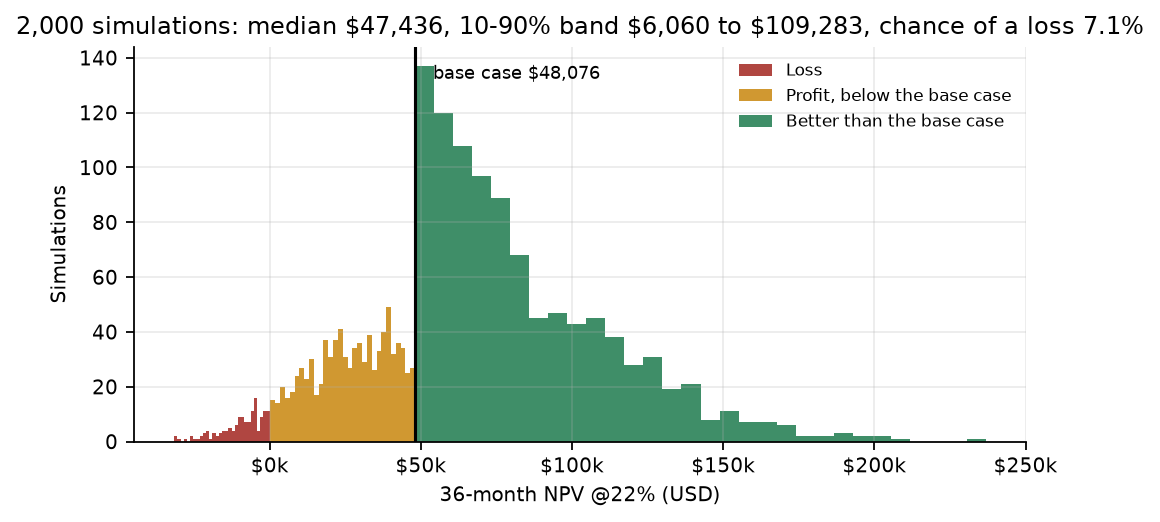 2,000 simulations: median $47,436, 10-90% band $6,060 to $109,283, chance of a loss 7.1%
base case $48,076
Loss
Profit, below the base case
Better than the base case
Simulations
140
120
100
80
60
40
20
0
$0k
$50k
$100k
$150k
$200k
$250k
36-month NPV @22% (USD)